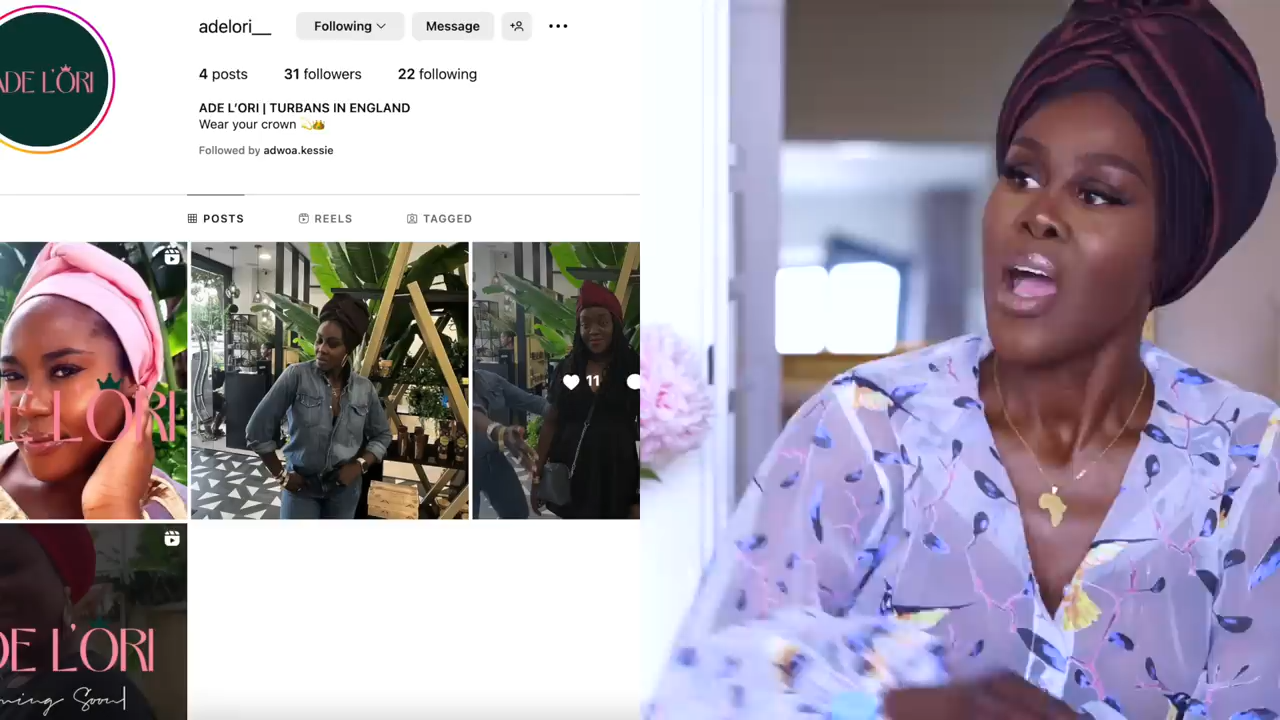 adelori__ Following Message
4 posts 31 followers 22 following
ADE L'ORI | TURBANS IN ENGLAND
Wear your crown
Followed by adwoa.kessie
POSTS REELS TAGGED
ADE L'ORI
11
L'ORI
DE L'ORI
Soon!